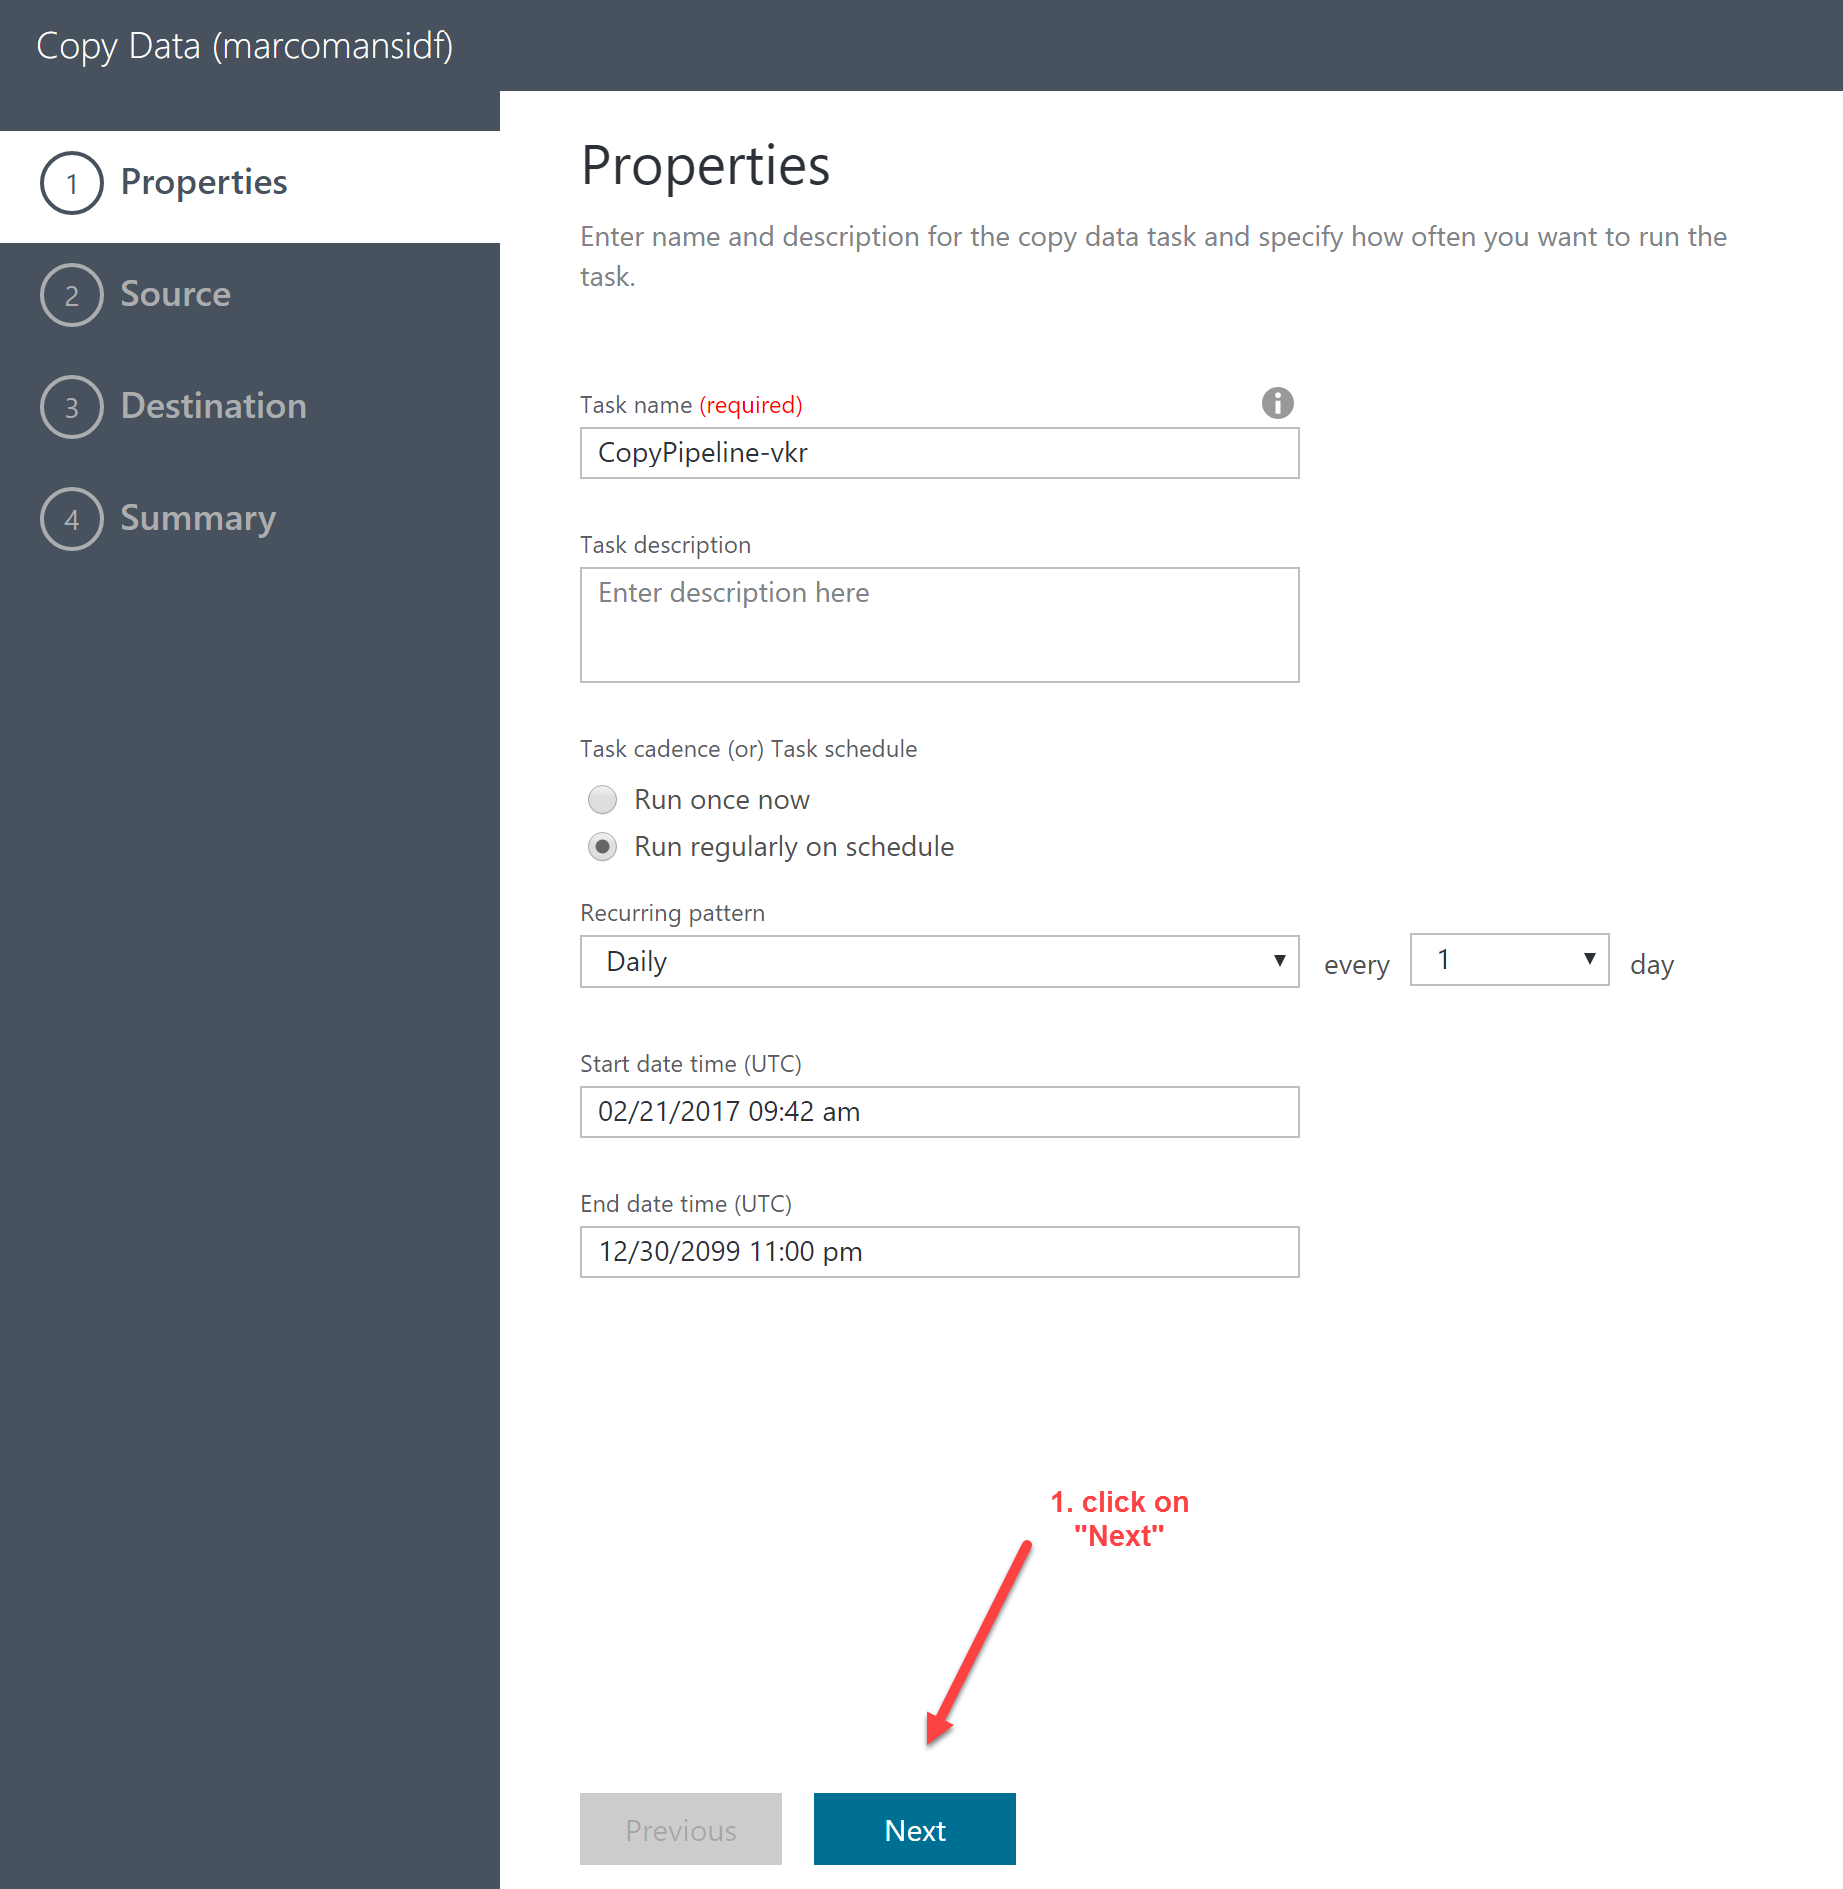 Copy Data (marcomansidf)
1 Properties
2 Source
3 Destination
4 Summary
Properties
Enter name and description for the copy data task and specify how often you want to run the
task.
Task name (required)
CopyPipeline-vkr
Task description
Enter description here
Task cadence (or) Task schedule
Run once now
Run regularly on schedule
Recurring pattern
Daily every 1 day
Start date time (UTC)
02/21/2017 09:42 am
End date time (UTC)
12/30/2099 11:00 pm
1. click on
"Next"
Previous Next